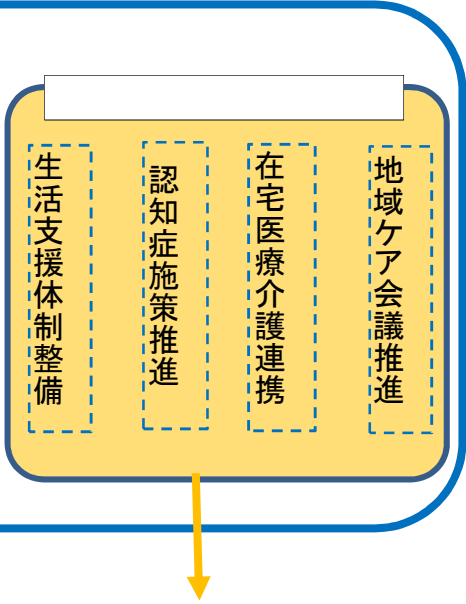 地域ケア会議推進
在宅医療介護連携
認知症施策推進
生活支援体制整備